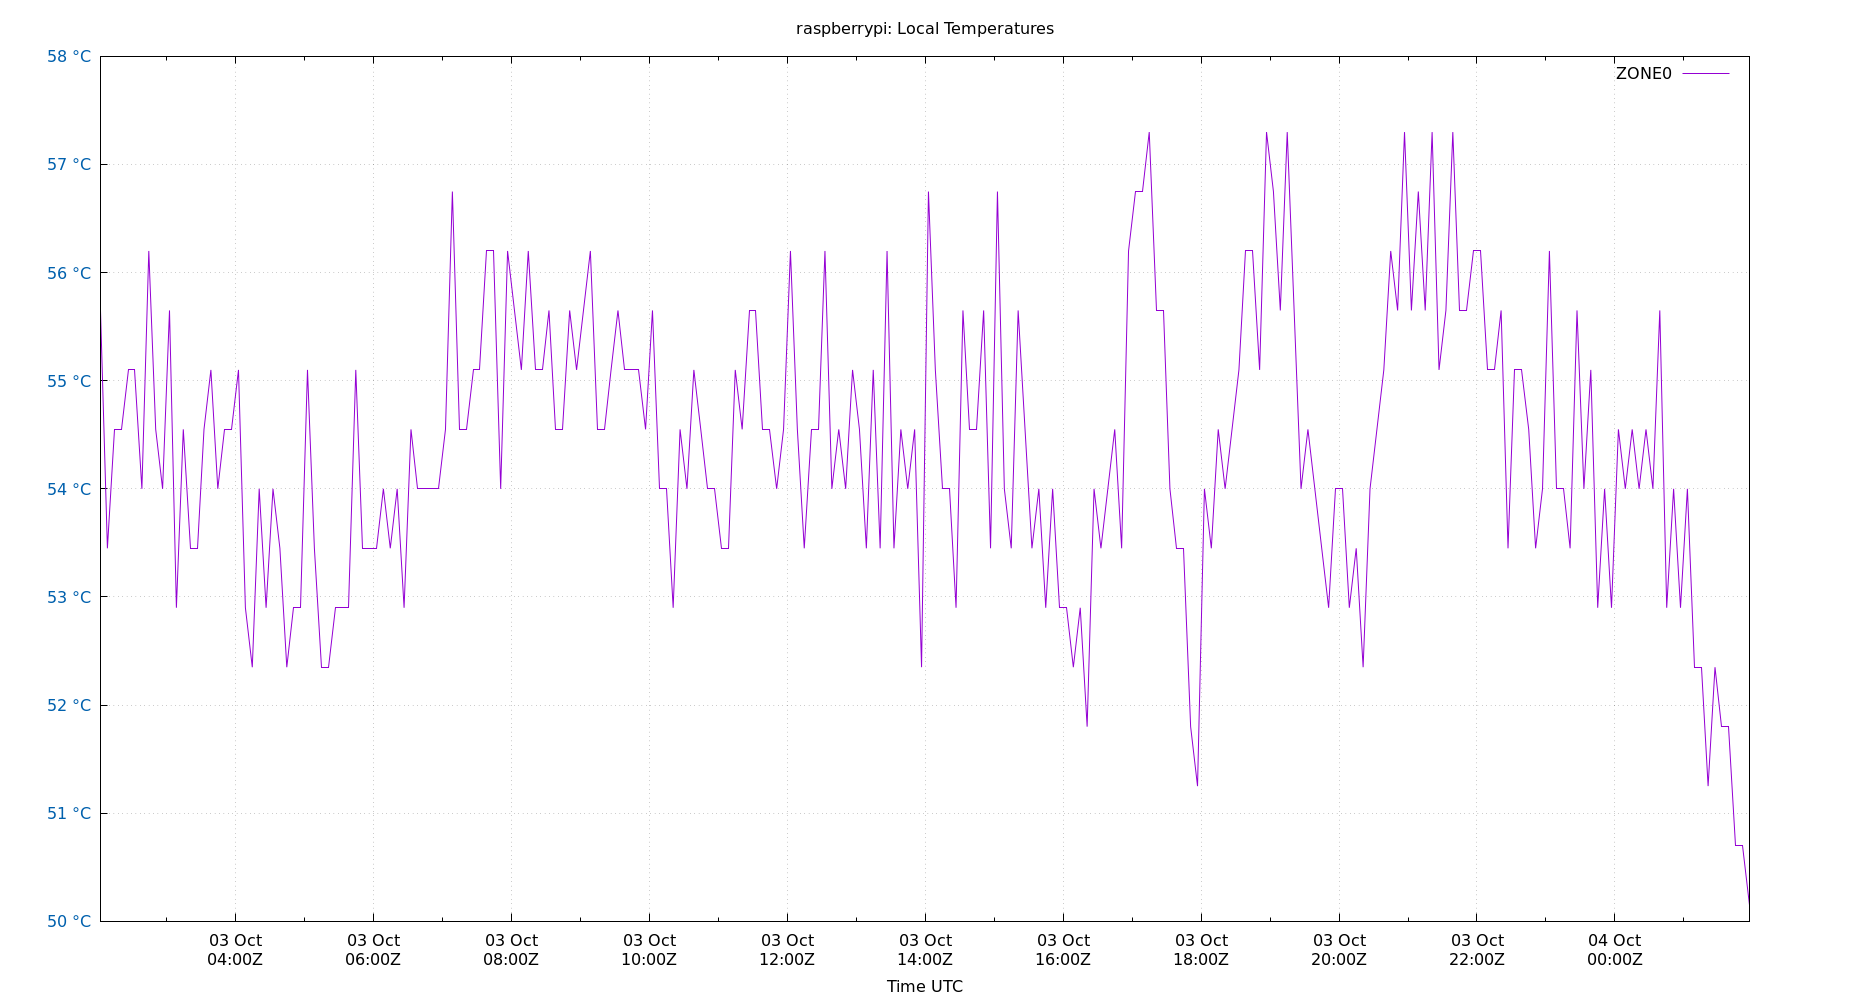 raspberrypi: Local Temperatures
58 °C
ZONE0
57 °C
56 °C
55 °C
54 °C
53 °C
52 °C
51 °C
50 °C
03 Oct 03 Oct 03 Oct 03 Oct 03 Oct 03 Oct 03 Oct 03 Oct 03 Oct 03 Oct 04 Oct
04:00Z 06:00Z 08:00Z 10:00Z 12:00Z 14:00Z 16:00Z 18:00Z 20:00Z 22:00Z 00:00Z
Time UTC